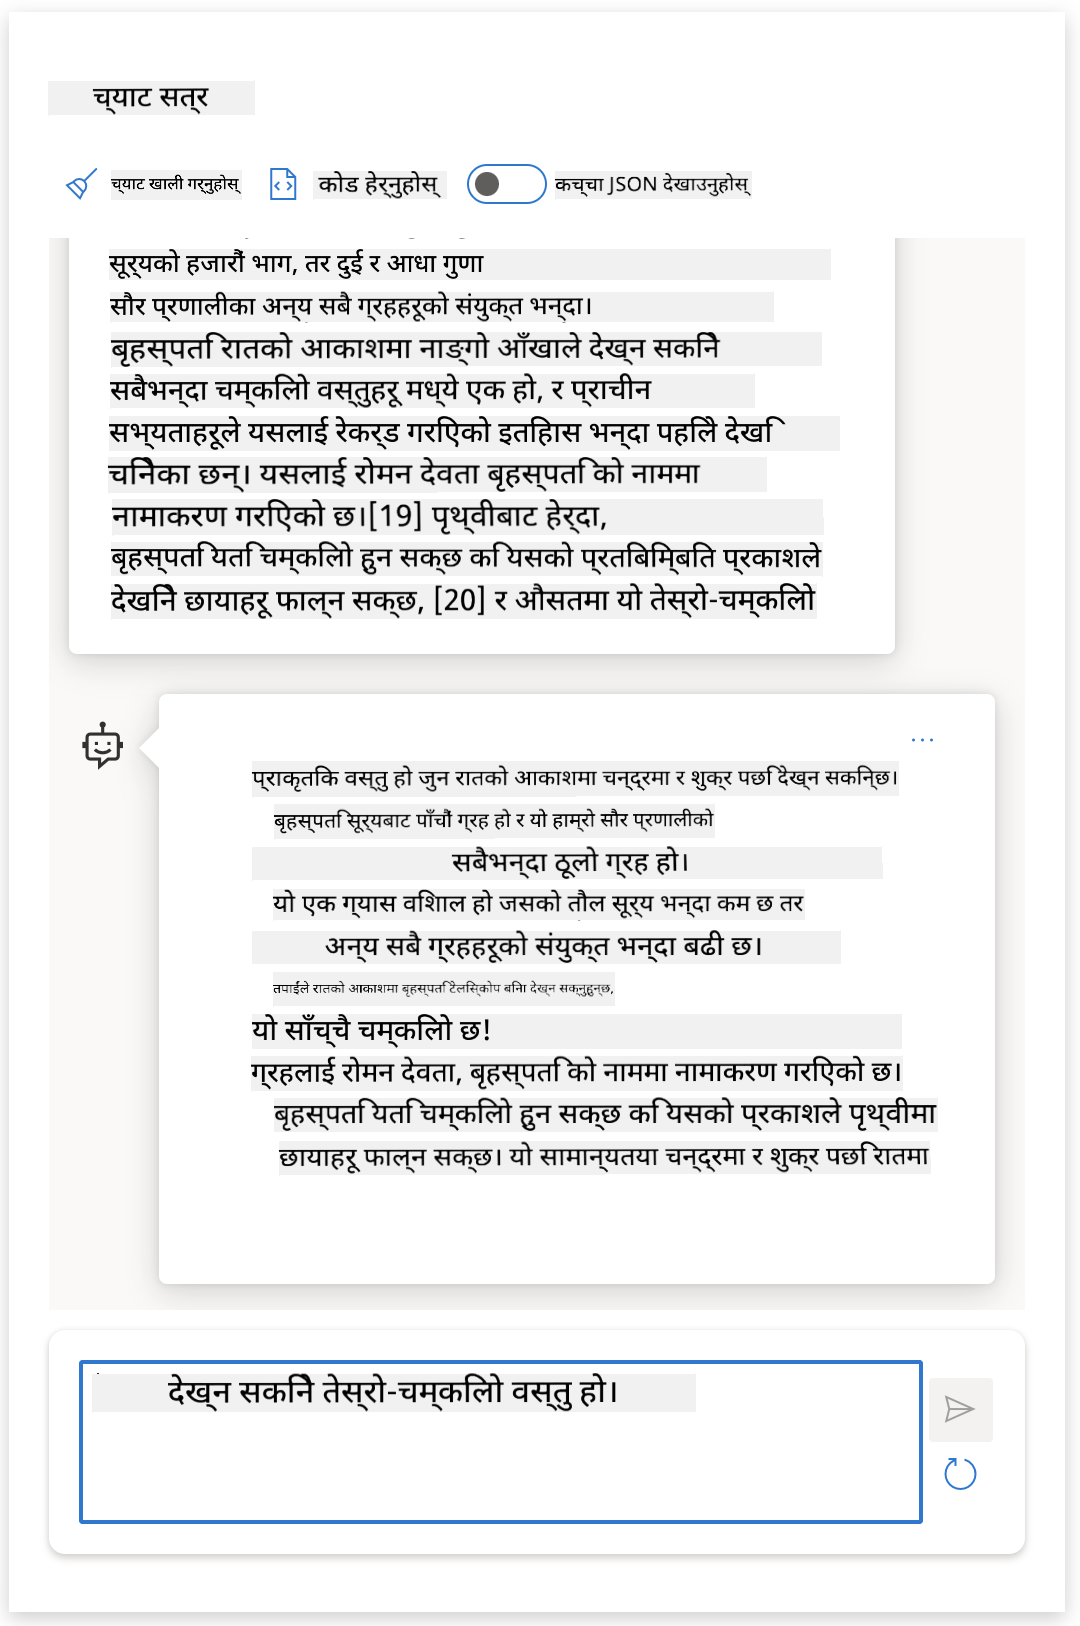 च्याट सत्र
च्याट खाली गर्नुहोस् कोड हेर्नुहोस् कच्चा JSON देखाउनुहोस्
सूर्यको हजारौं भाग, तर दुई र आधा गुणा
सौर प्रणालीका अन्य सबै ग्रहहरूको संयुक्त भन्दा।
बृहस्पति रातको आकाशमा नाङ्गो आँखाले देख्न सकिने
सबैभन्दा चम्किलो वस्तुहरू मध्ये एक हो, र प्राचीन
सभ्यताहरूले यसलाई रेकर्ड गरिएको इतिहास भन्दा पहिले देखि
चिनेका छन्। यसलाई रोमन देवता बृहस्पति को नाममा
नामाकरण गरिएको छ।[19] पृथ्वीबाट हेर्दा,
बृहस्पति यति चम्किलो हुन सक्छ कि यसको प्रतिबिम्बित प्रकाशले
देखिने छायाहरू फाल्न सक्छ, [20] र औसतमा यो तेस्रो-चम्किलो
प्राकृतिक वस्तु हो जुन रातको आकाशमा चन्द्रमा र शुक्र पछि देख्न सकिन्छ।
बृहस्पति सूर्यबाट पाँचौं ग्रह हो र यो हाम्रो सौर प्रणालीको
सबैभन्दा ठूलो ग्रह हो।
यो एक ग्यास विशाल हो जसको तौल सूर्य भन्दा कम छ तर
अन्य सबै ग्रहहरूको संयुक्त भन्दा बढी छ।
तपाईंले रातको आकाशमा बृहस्पति टेलिस्कोप बिना देख्न सक्नुहुन्छ,
यो साँच्चै चम्किलो छ!
ग्रहलाई रोमन देवता, बृहस्पति को नाममा नामाकरण गरिएको छ।
बृहस्पति यति चम्किलो हुन सक्छ कि यसको प्रकाशले पृथ्वीमा
छायाहरू फाल्न सक्छ। यो सामान्यतया चन्द्रमा र शुक्र पछि रातमा
देख्न सकिने तेस्रो-चम्किलो वस्तु हो।